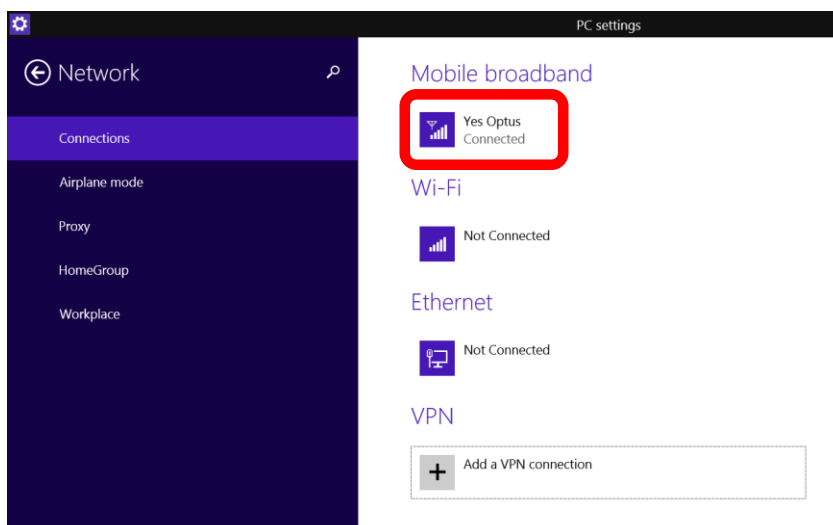 PC settings
Network
Connections
Airplane mode
Proxy
HomeGroup
Workplace
Mobile broadband
Yes Optus
Connected
Wi-Fi
Not Connected
Ethernet
Not Connected
VPN
Add a VPN connection